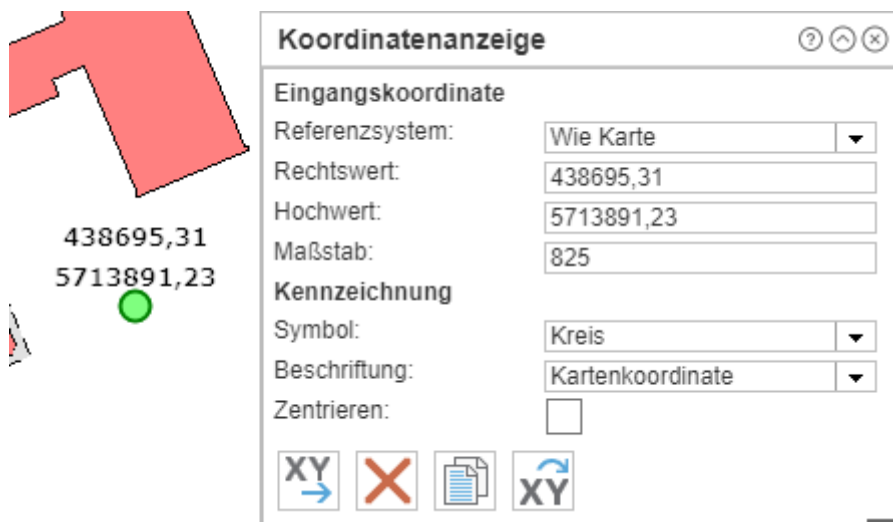 Koordinatenanzeige
Eingangskoordinate
Referenzsystem: Wie Karte
Rechtswert: 438695,31
Hochwert: 5713891,23
Maßstab: 825
Kennzeichnung
Symbol: Kreis
Beschriftung: Kartenkoordinate
Zentrieren:
XY XY
438695,31
5713891,23